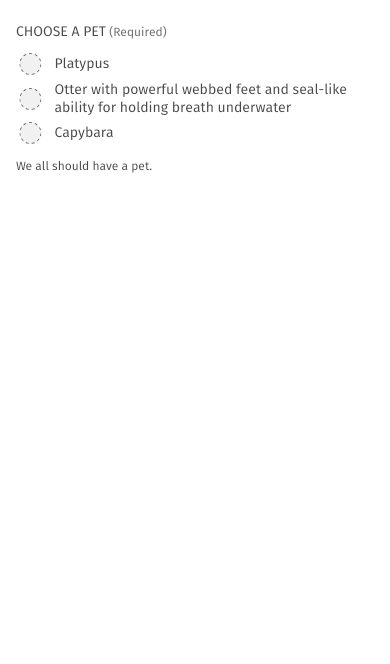 CHOOSE A PET (Required)
Platypus
Otter with powerful webbed feet and seal-like
ability for holding breath underwater
Capybara
We all should have a pet.